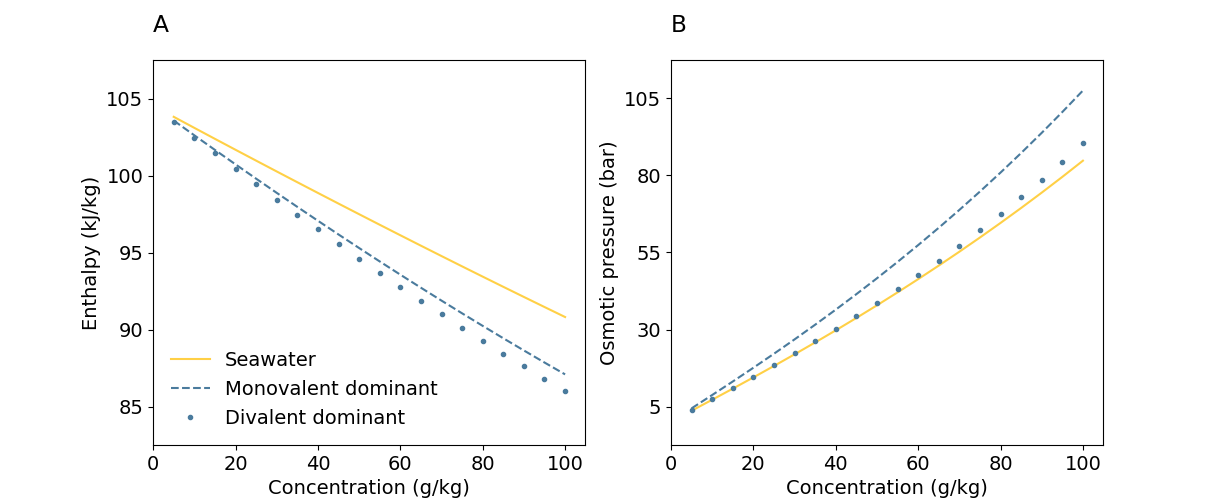 A
Enthalpy (kJ/kg)
105
100
95
90
85
Seawater
Monovalent dominant
Divalent dominant
0 20 40 60 80 100
Concentration (g/kg)
B
Osmotic pressure (bar)
105
80
55
30
5
0 20 40 60 80 100
Concentration (g/kg)